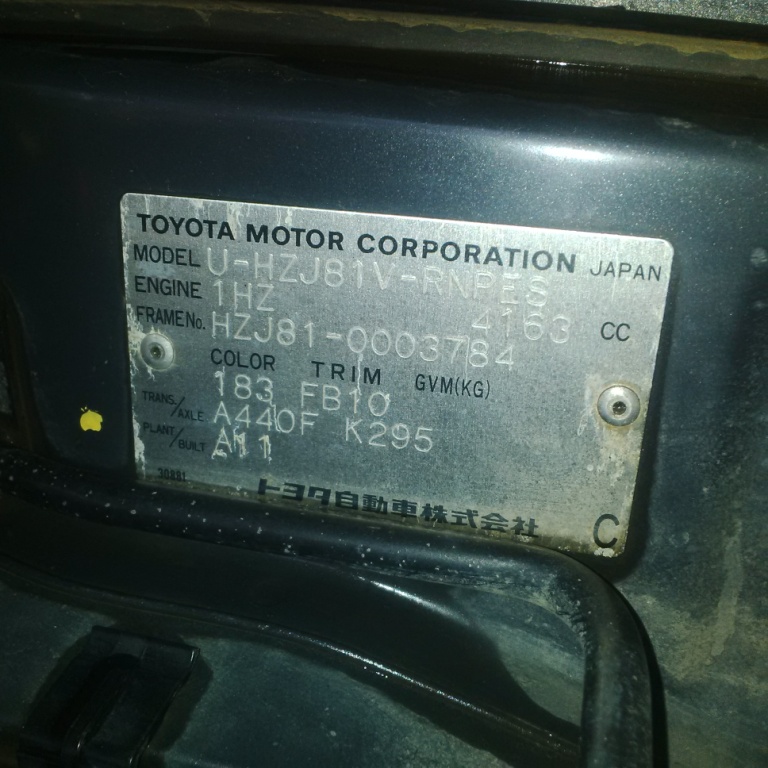 TOYOTA MOTOR CORPORATION JAPAN
MODEL U-HZJ81V-RNPES
ENGINE 1HZ 4163 CC
FRAME No. HZJ81-0003784
COLOR TRIM GVM(KG)
183 FB10
TRANS./AXLE A440F K295
PLANT/BUILT A11
30881
トヨタ自動車株式会社 C